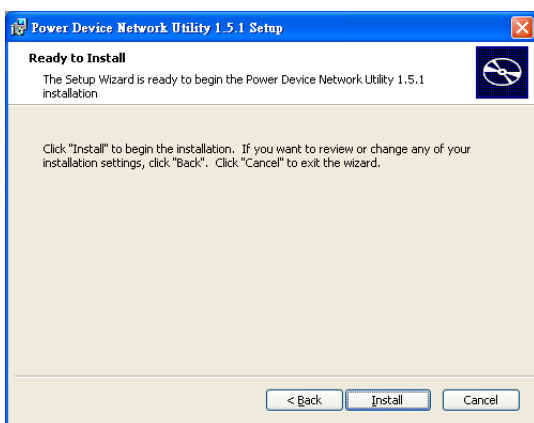 Power Device Network Utility 1.5.1 Setup
Ready to Install
The Setup Wizard is ready to begin the Power Device Network Utility 1.5.1
installation
Click "Install" to begin the installation.  If you want to review or change any of your
installation settings, click "Back".  Click "Cancel" to exit the wizard.
< Back
Install
Cancel